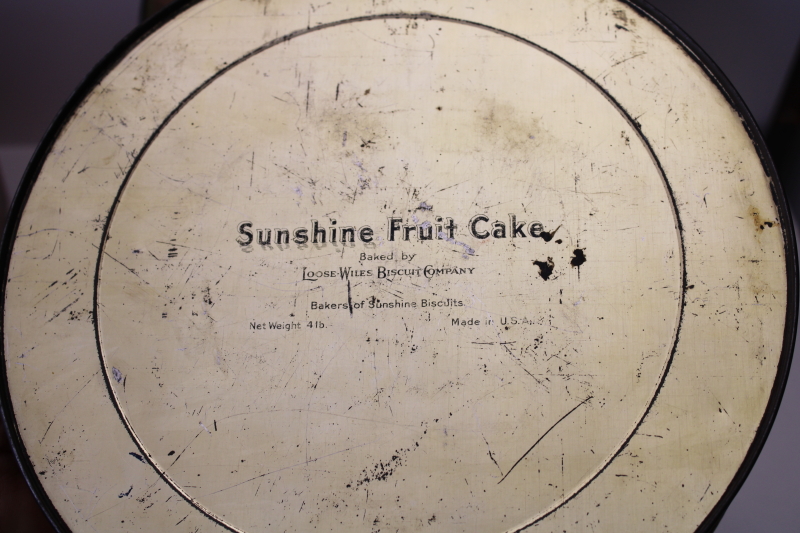 Sunshine Fruit Cake
Baked by
LOOSE-WILES BISCUIT COMPANY
Bakers of Sunshine Biscuits
Net Weight 4 lb. Made in U.S.A.